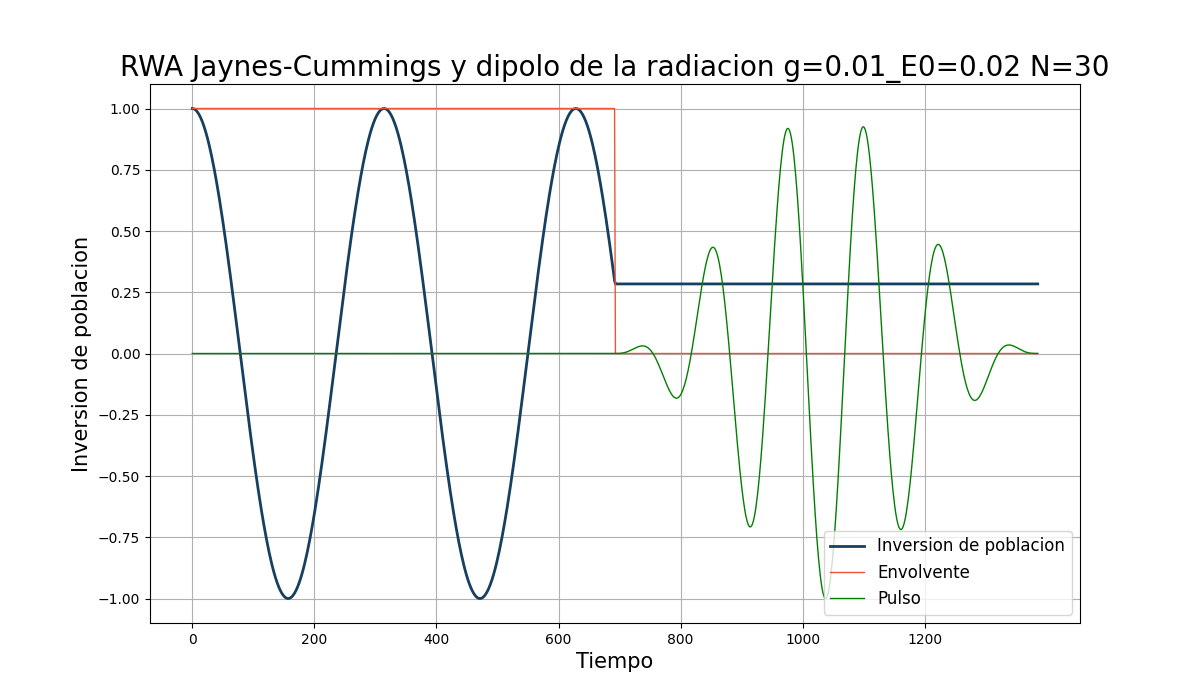 RWA Jaynes-Cummings y dipolo de la radiacion g=0.01_E0=0.02 N=30
1.00
0.75
0.50
0.25
0.00
−0.25
−0.50
−0.75
−1.00
Inversion de poblacion
Inversion de poblacion
Envolvente
Pulso
0 200 400 600 800 1000 1200
Tiempo